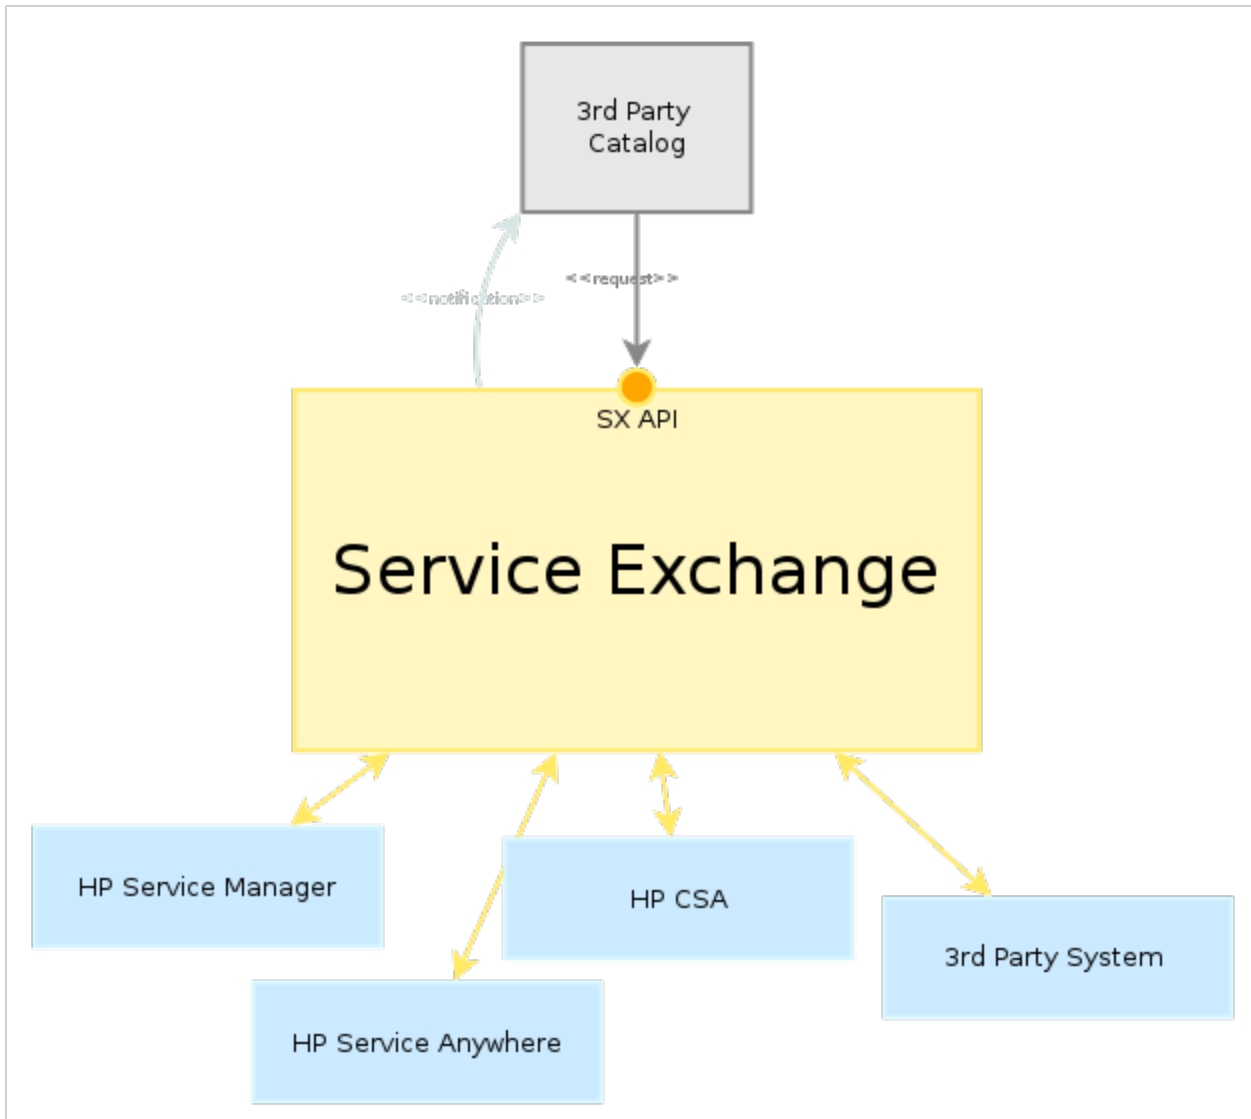 3rd Party
Catalog
<<request>>
<<notification>>
SX API
Service Exchange
HP Service Manager
HP CSA
3rd Party System
HP Service Anywhere